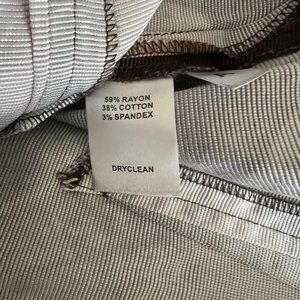 59% RAYON
38% COTTON
3% SPANDEX
DRYCLEAN